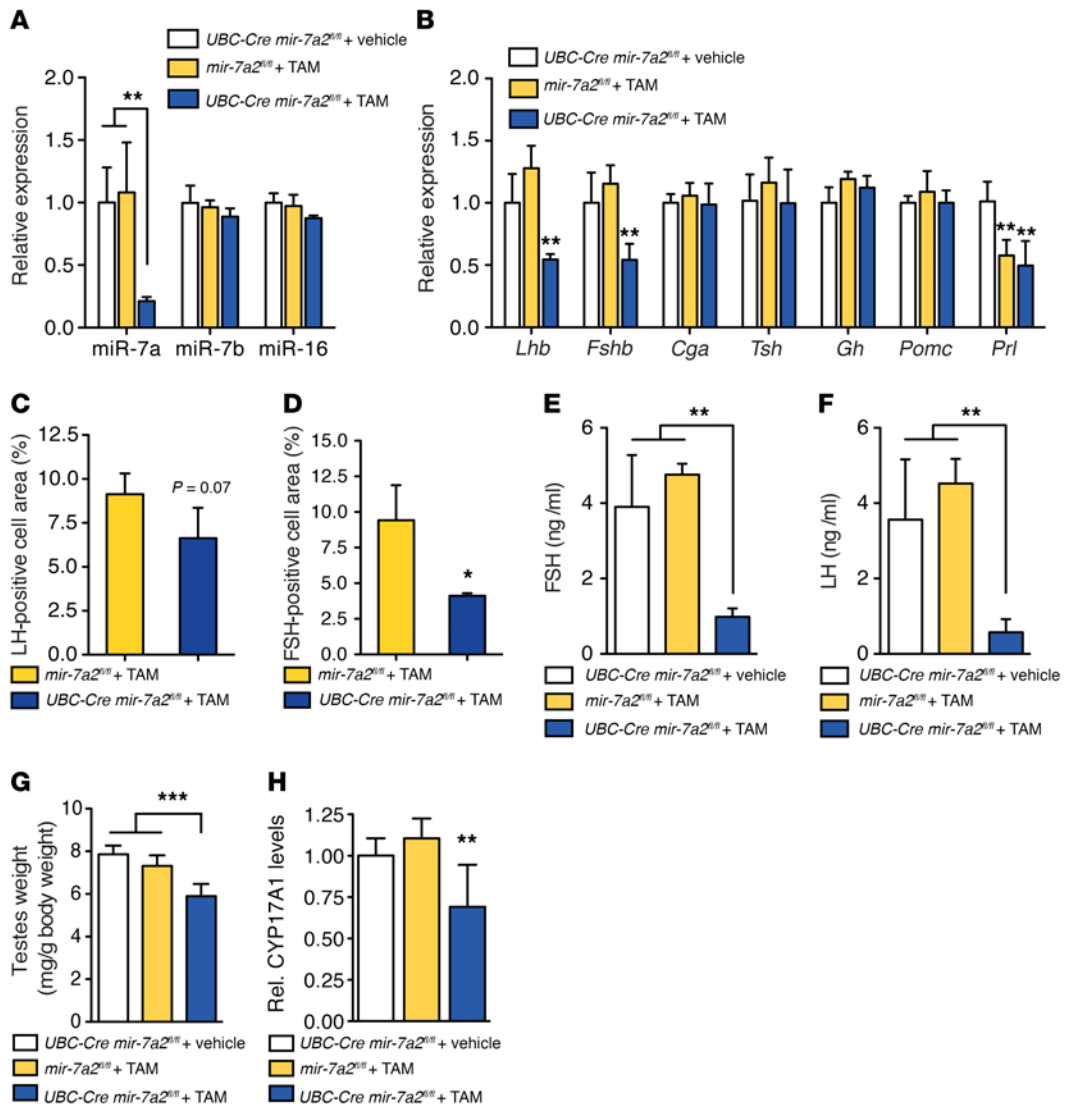 A
UBC-Cre mir-7a2fl/fl + vehicle
mir-7a2fl/fl + TAM
UBC-Cre mir-7a2fl/fl + TAM
Relative expression
2.0
1.5
1.0
0.5
0.0
**
miR-7a miR-7b miR-16
B
UBC-Cre mir-7a2fl/fl + vehicle
mir-7a2fl/fl + TAM
UBC-Cre mir-7a2fl/fl + TAM
Relative expression
2.0
1.5
1.0
0.5
0.0
** ** ** **
Lhb Fshb Cga Tsh Gh Pomc Prl
C
LH-positive cell area (%)
12.5
10.0
7.5
5.0
2.5
0.0
P = 0.07
mir-7a2fl/fl + TAM
UBC-Cre mir-7a2fl/fl + TAM
D
FSH-positive cell area (%)
15.0
12.5
10.0
7.5
5.0
2.5
0.0
*
mir-7a2fl/fl + TAM
UBC-Cre mir-7a2fl/fl + TAM
E
FSH (ng /ml)
6
4
2
0
**
UBC-Cre mir-7a2fl/fl + vehicle
mir-7a2fl/fl + TAM
UBC-Cre mir-7a2fl/fl + TAM
F
LH (ng /ml)
6
4
2
0
**
UBC-Cre mir-7a2fl/fl + vehicle
mir-7a2fl/fl + TAM
UBC-Cre mir-7a2fl/fl + TAM
G
Testes weight
(mg/g body weight)
10
8
6
4
2
0
***
UBC-Cre mir-7a2fl/fl + vehicle
mir-7a2fl/fl + TAM
UBC-Cre mir-7a2fl/fl + TAM
H
Rel. CYP17A1 levels
1.25
1.00
0.75
0.50
0.25
0.00
**
UBC-Cre mir-7a2fl/fl + vehicle
mir-7a2fl/fl + TAM
UBC-Cre mir-7a2fl/fl + TAM